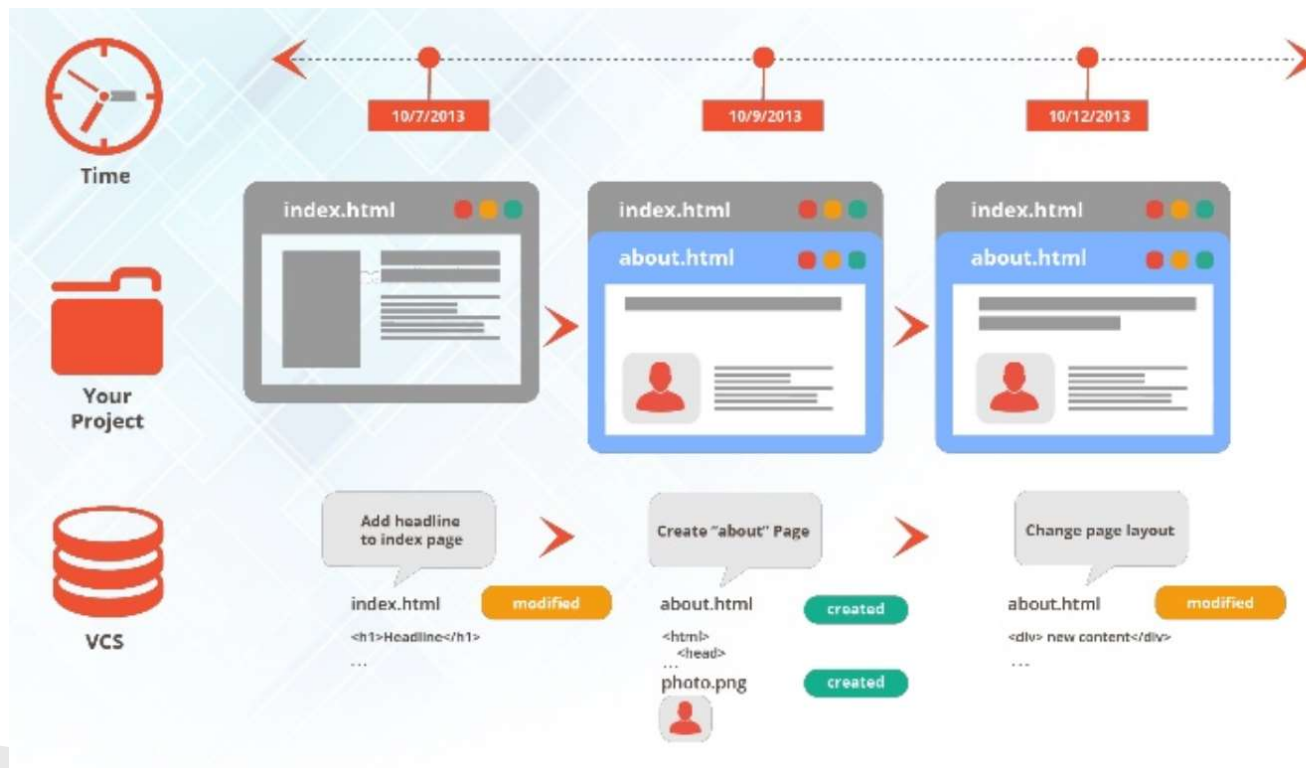 Time
10/7/2013
10/9/2013
10/12/2013
Your
Project
index.html
index.html
about.html
index.html
about.html
VCS
Add headline
to index page
index.html
modified
<h1>Headline</h1>
...
Create "about" Page
about.html
created
<html>
<head>
...
photo.png
created
Change page layout
about.html
modified
<div> new content</div>
...